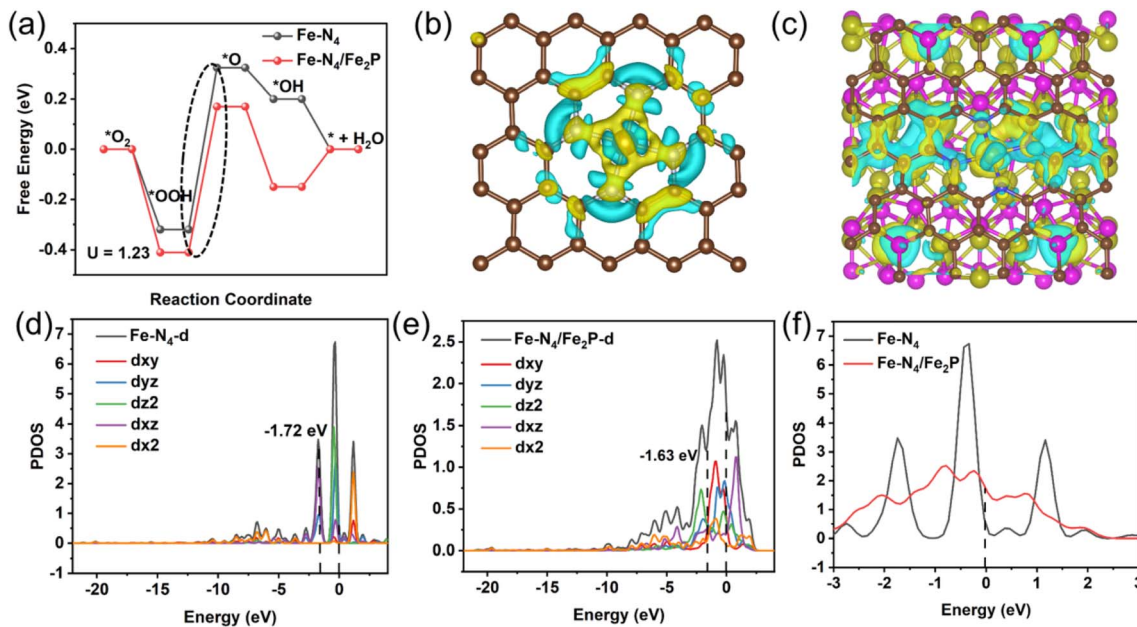 (a)
Free Energy (eV)
0.4
0.2
0.0
-0.2
-0.4
Fe-N₄
Fe-N₄/Fe₂P
*O₂
*OOH
*O
*OH
* + H₂O
U = 1.23
Reaction Coordinate
(b)
(c)
(d)
PDOS
7
6
5
4
3
2
1
0
-1
Fe-N₄-d
dxy
dyz
dz2
dxz
dx2
-1.72 eV
-20
-15
-10
-5
0
Energy (eV)
(e)
PDOS
2.5
2.0
1.5
1.0
0.5
0.0
Fe-N₄/Fe₂P-d
dxy
dyz
dz2
dxz
dx2
-1.63 eV
-20
-15
-10
-5
0
Energy (eV)
(f)
PDOS
7
6
5
4
3
2
1
0
-1
Fe-N₄
Fe-N₄/Fe₂P
-3
-2
-1
0
1
2
3
Energy (eV)